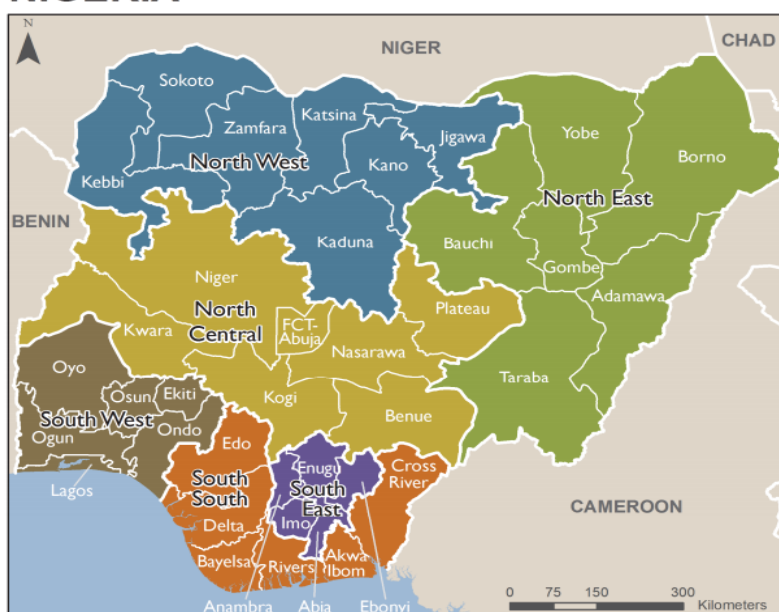 NIGERIA
N
NIGER
CHAD
Sokoto
Katsina
Zamfara
Jigawa
Yobe
Borno
North West
Kano
Kebbi
North East
BENIN
Kaduna
Bauchi
Niger
Gombe
Adamawa
North
Central
Plateau
FCT-
Abuja
Kwara
Nasarawa
Oyo
Taraba
Osun
Ekiti
Kogi
Benue
South West
Ogun
Ondo
Edo
Enugu
Cross
River
South
South
South
East
Lagos
CAMEROON
Delta
Imo
Bayelsa
Rivers
Akwa
Ibom
Anambra
Abia
Ebonyi
0 75 150 300
Kilometers